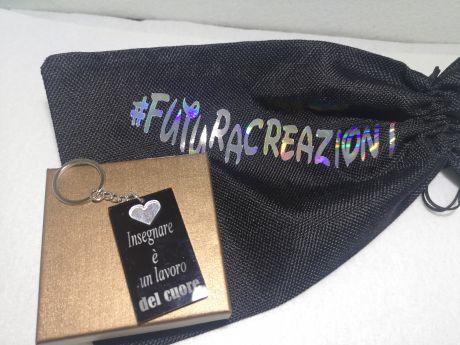 #FUTURACREAZIONI
Insegnare
è
un lavoro
del cuore